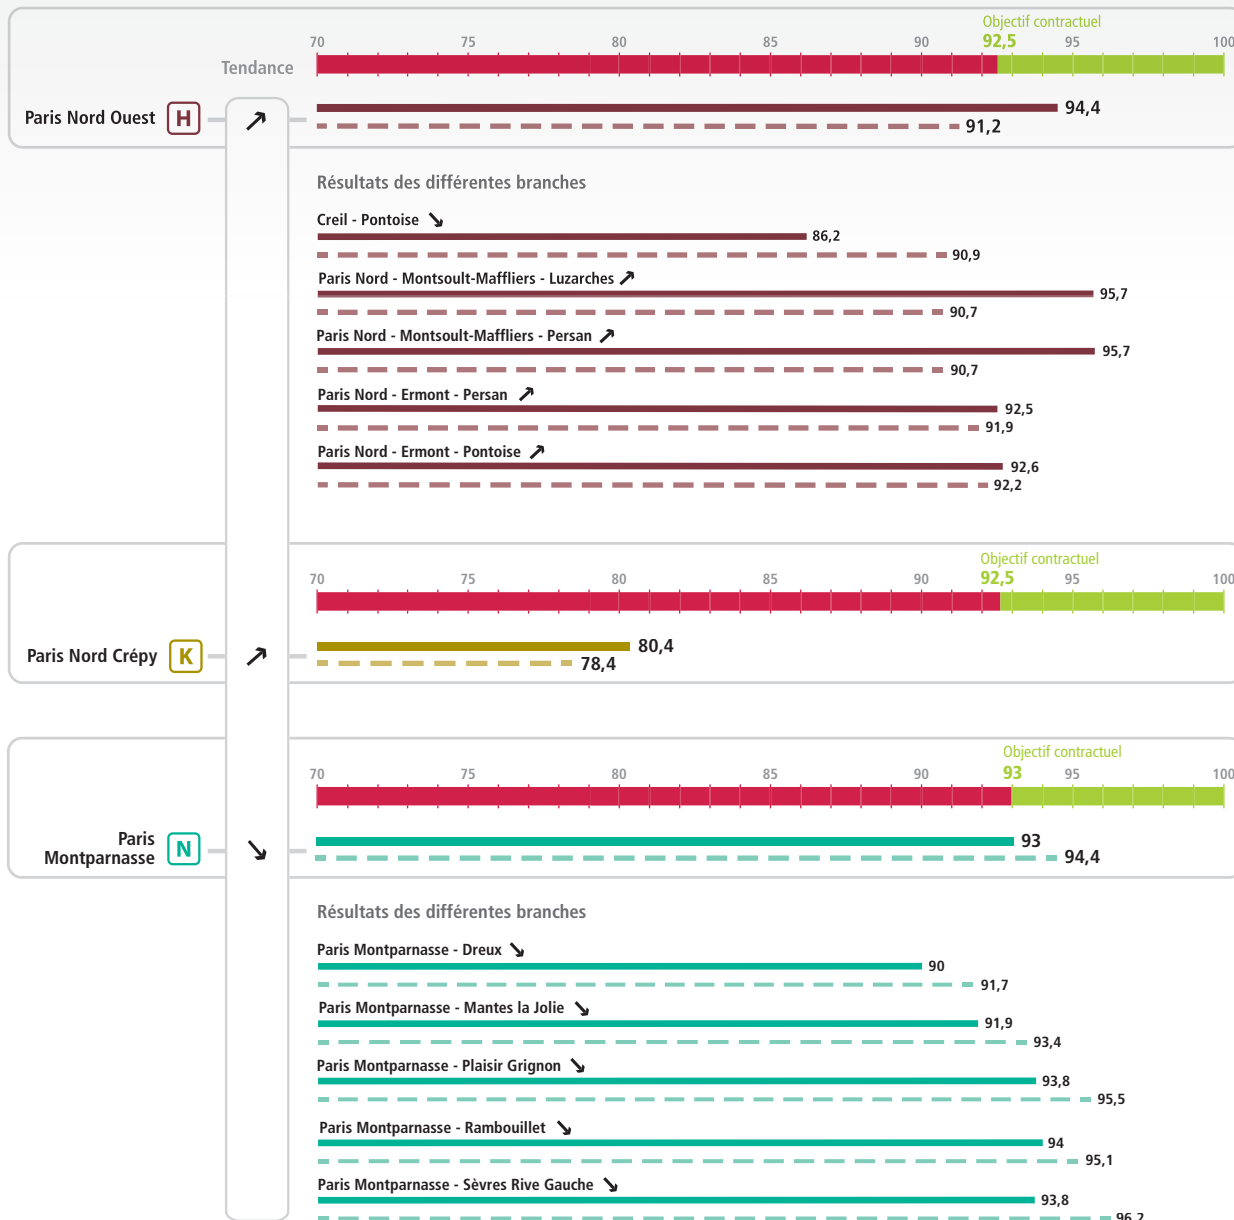 Objectif contractuel
70 75 80 85 90 92,5 95 100
Tendance
Paris Nord Ouest H 94,4
91,2
Résultats des différentes branches
Creil - Pontoise
86,2
90,9
Paris Nord - Montsoult-Maffliers - Luzarches
95,7
90,7
Paris Nord - Montsoult-Maffliers - Persan
95,7
90,7
Paris Nord - Ermont - Persan
92,5
91,9
Paris Nord - Ermont - Pontoise
92,6
92,2
Objectif contractuel
70 75 80 85 90 92,5 95 100
Paris Nord Crépy K 80,4
78,4
Objectif contractuel
70 75 80 85 90 93 95 100
Paris
Montparnasse N 93
94,4
Résultats des différentes branches
Paris Montparnasse - Dreux
90
91,7
Paris Montparnasse - Mantes la Jolie
91,9
93,4
Paris Montparnasse - Plaisir Grignon
93,8
95,5
Paris Montparnasse - Rambouillet
94
95,1
Paris Montparnasse - Sèvres Rive Gauche
93,8
96,2